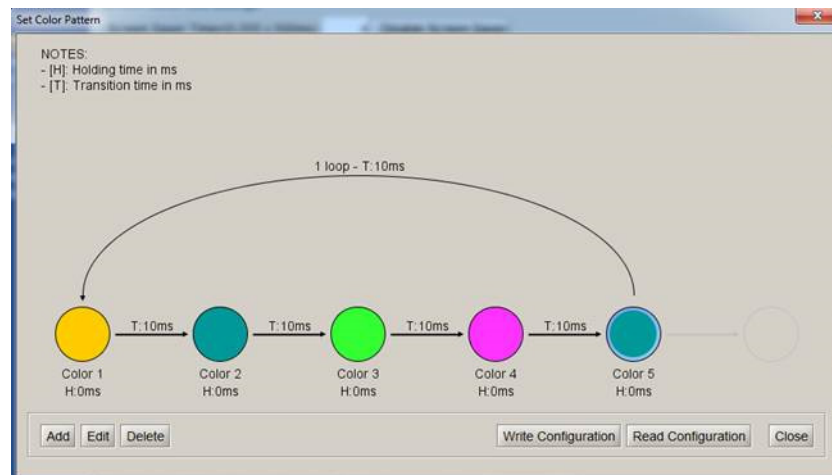 Set Color Pattern
NOTES:
- [H]: Holding time in ms
- [T]: Transition time in ms
1 loop - T:10ms
T:10ms T:10ms T:10ms T:10ms
Color 1 Color 2 Color 3 Color 4 Color 5
H:0ms H:0ms H:0ms H:0ms H:0ms
Add Edit Delete Write Configuration Read Configuration Close